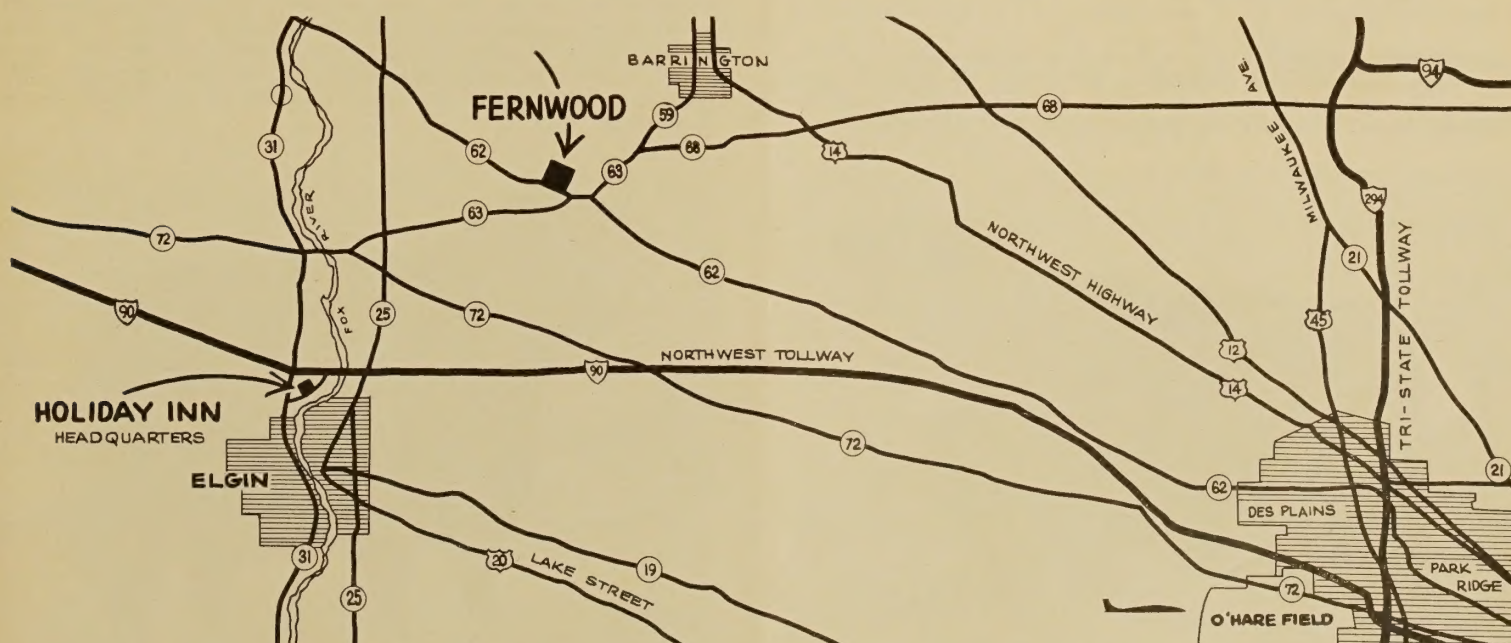 BARRINGTON
94
FERNWOOD
59
68
31
62
68
14
63
MILWAUKEE AVE.
294
63
RIVER
72
NORTHWEST HIGHWAY
21
62
TRI-STATE TOLLWAY
90
25
72
FOX
45
12
NORTHWEST TOLLWAY
90
14
HOLIDAY INN
HEADQUARTERS
72
21
ELGIN
62
DES PLAINS
31
20
LAKE STREET
19
PARK
RIDGE
25
72
O'HARE FIELD